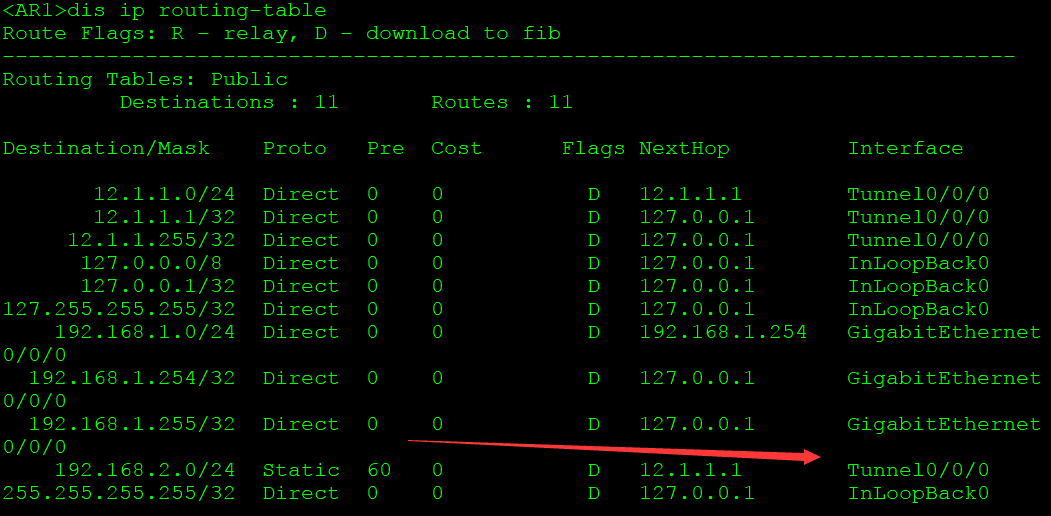 <AR1>dis ip routing-table
Route Flags: R - relay, D - download to fib
------------------------------------------------------------------------------
Routing Tables: Public
         Destinations : 11       Routes : 11

Destination/Mask    Proto   Pre  Cost      Flags NextHop         Interface

       12.1.1.0/24  Direct  0    0           D   12.1.1.1        Tunnel0/0/0
       12.1.1.1/32  Direct  0    0           D   127.0.0.1       Tunnel0/0/0
     12.1.1.255/32  Direct  0    0           D   127.0.0.1       Tunnel0/0/0
      127.0.0.0/8   Direct  0    0           D   127.0.0.1       InLoopBack0
      127.0.0.1/32  Direct  0    0           D   127.0.0.1       InLoopBack0
127.255.255.255/32  Direct  0    0           D   127.0.0.1       InLoopBack0
    192.168.1.0/24  Direct  0    0           D   192.168.1.254   GigabitEthernet
0/0/0
  192.168.1.254/32  Direct  0    0           D   127.0.0.1       GigabitEthernet
0/0/0
  192.168.1.255/32  Direct  0    0           D   127.0.0.1       GigabitEthernet
0/0/0
    192.168.2.0/24  Static  60   0           D   12.1.1.1        Tunnel0/0/0
255.255.255.255/32  Direct  0    0           D   127.0.0.1       InLoopBack0